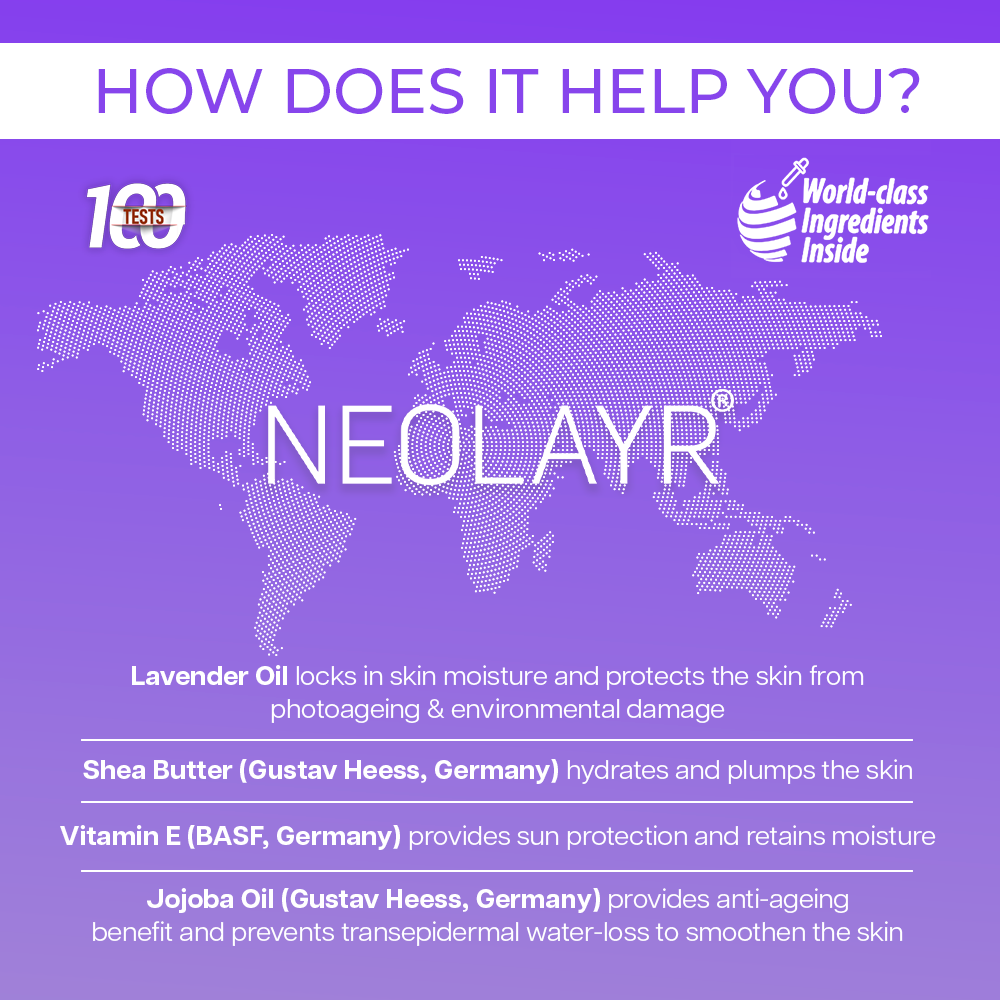 HOW DOES IT HELP YOU?
100
TESTS
World-class
Ingredients
Inside
NEOLAYR®
Lavender Oil locks in skin moisture and protects the skin from
photoageing & environmental damage
Shea Butter (Gustav Heess, Germany) hydrates and plumps the skin
Vitamin E (BASF, Germany) provides sun protection and retains moisture
Jojoba Oil (Gustav Heess, Germany) provides anti-ageing
benefit and prevents transepidermal water-loss to smoothen the skin